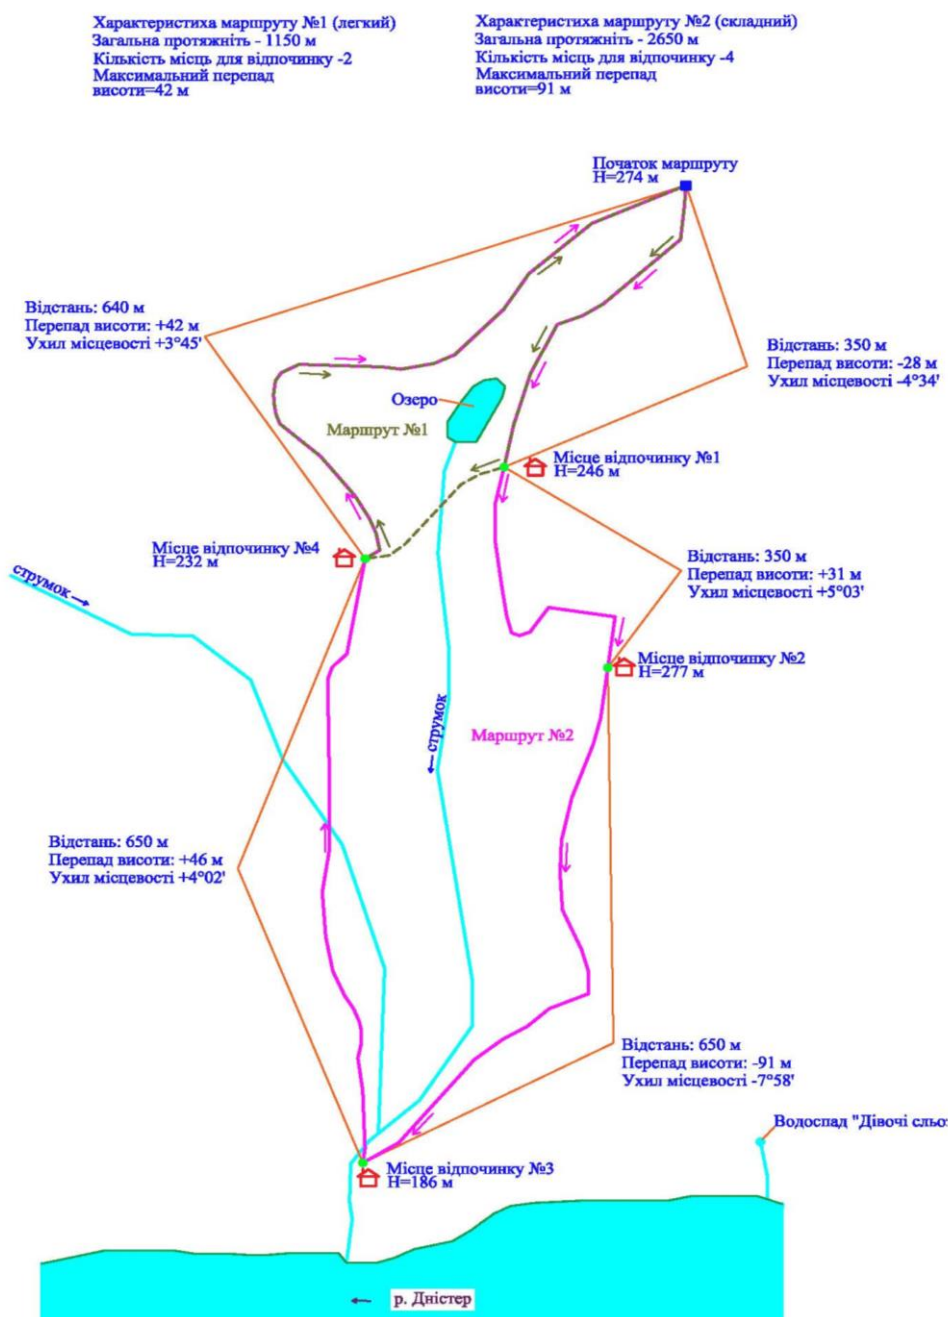 Характеристиха маршруту №1 (легкий)
Загальна протяжніть - 1150 м
Кількість місць для відпочинку -2
Максимальний перепад
висоти=42 м
Характеристиха маршруту №2 (складний)
Загальна протяжніть - 2650 м
Кількість місць для відпочинку -4
Максимальний перепад
висоти=91 м
Початок маршруту
Н=274 м
Відстань: 640 м
Перепад висоти: +42 м
Ухил місцевості +3°45'
Відстань: 350 м
Перепад висоти: -28 м
Ухил місцевості -4°34'
Озеро
Маршрут №1
Місце відпочинку №1
Н=246 м
Місце відпочинку №4
Н=232 м
струмок
Відстань: 350 м
Перепад висоти: +31 м
Ухил місцевості +5°03'
Місце відпочинку №2
Н=277 м
струмок
Маршрут №2
Відстань: 650 м
Перепад висоти: +46 м
Ухил місцевості +4°02'
Відстань: 650 м
Перепад висоти: -91 м
Ухил місцевості -7°58'
Водоспад "Дівочі сльо
Місце відпочинку №3
Н=186 м
р. Дністер